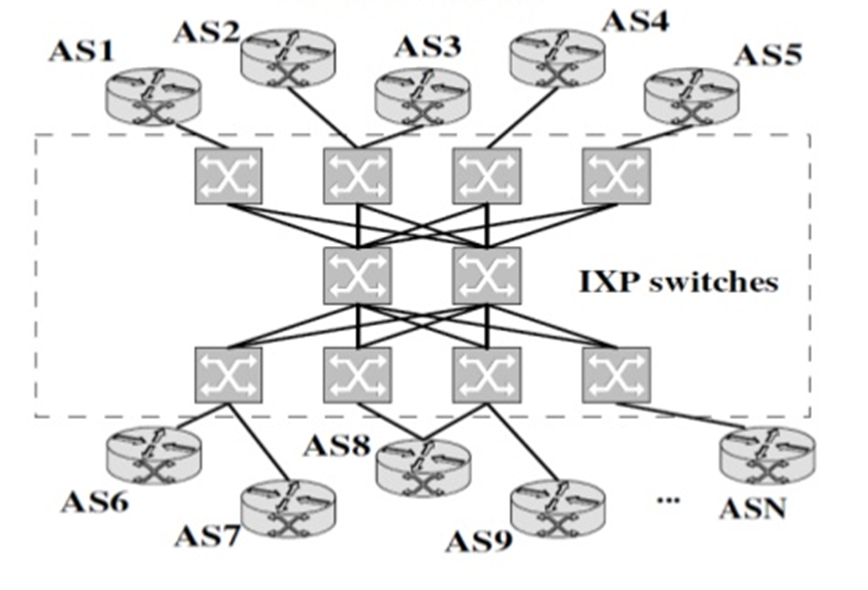 AS1
AS2
AS3
AS4
AS5
IXP switches
AS6
AS7
AS8
AS9
...
ASN